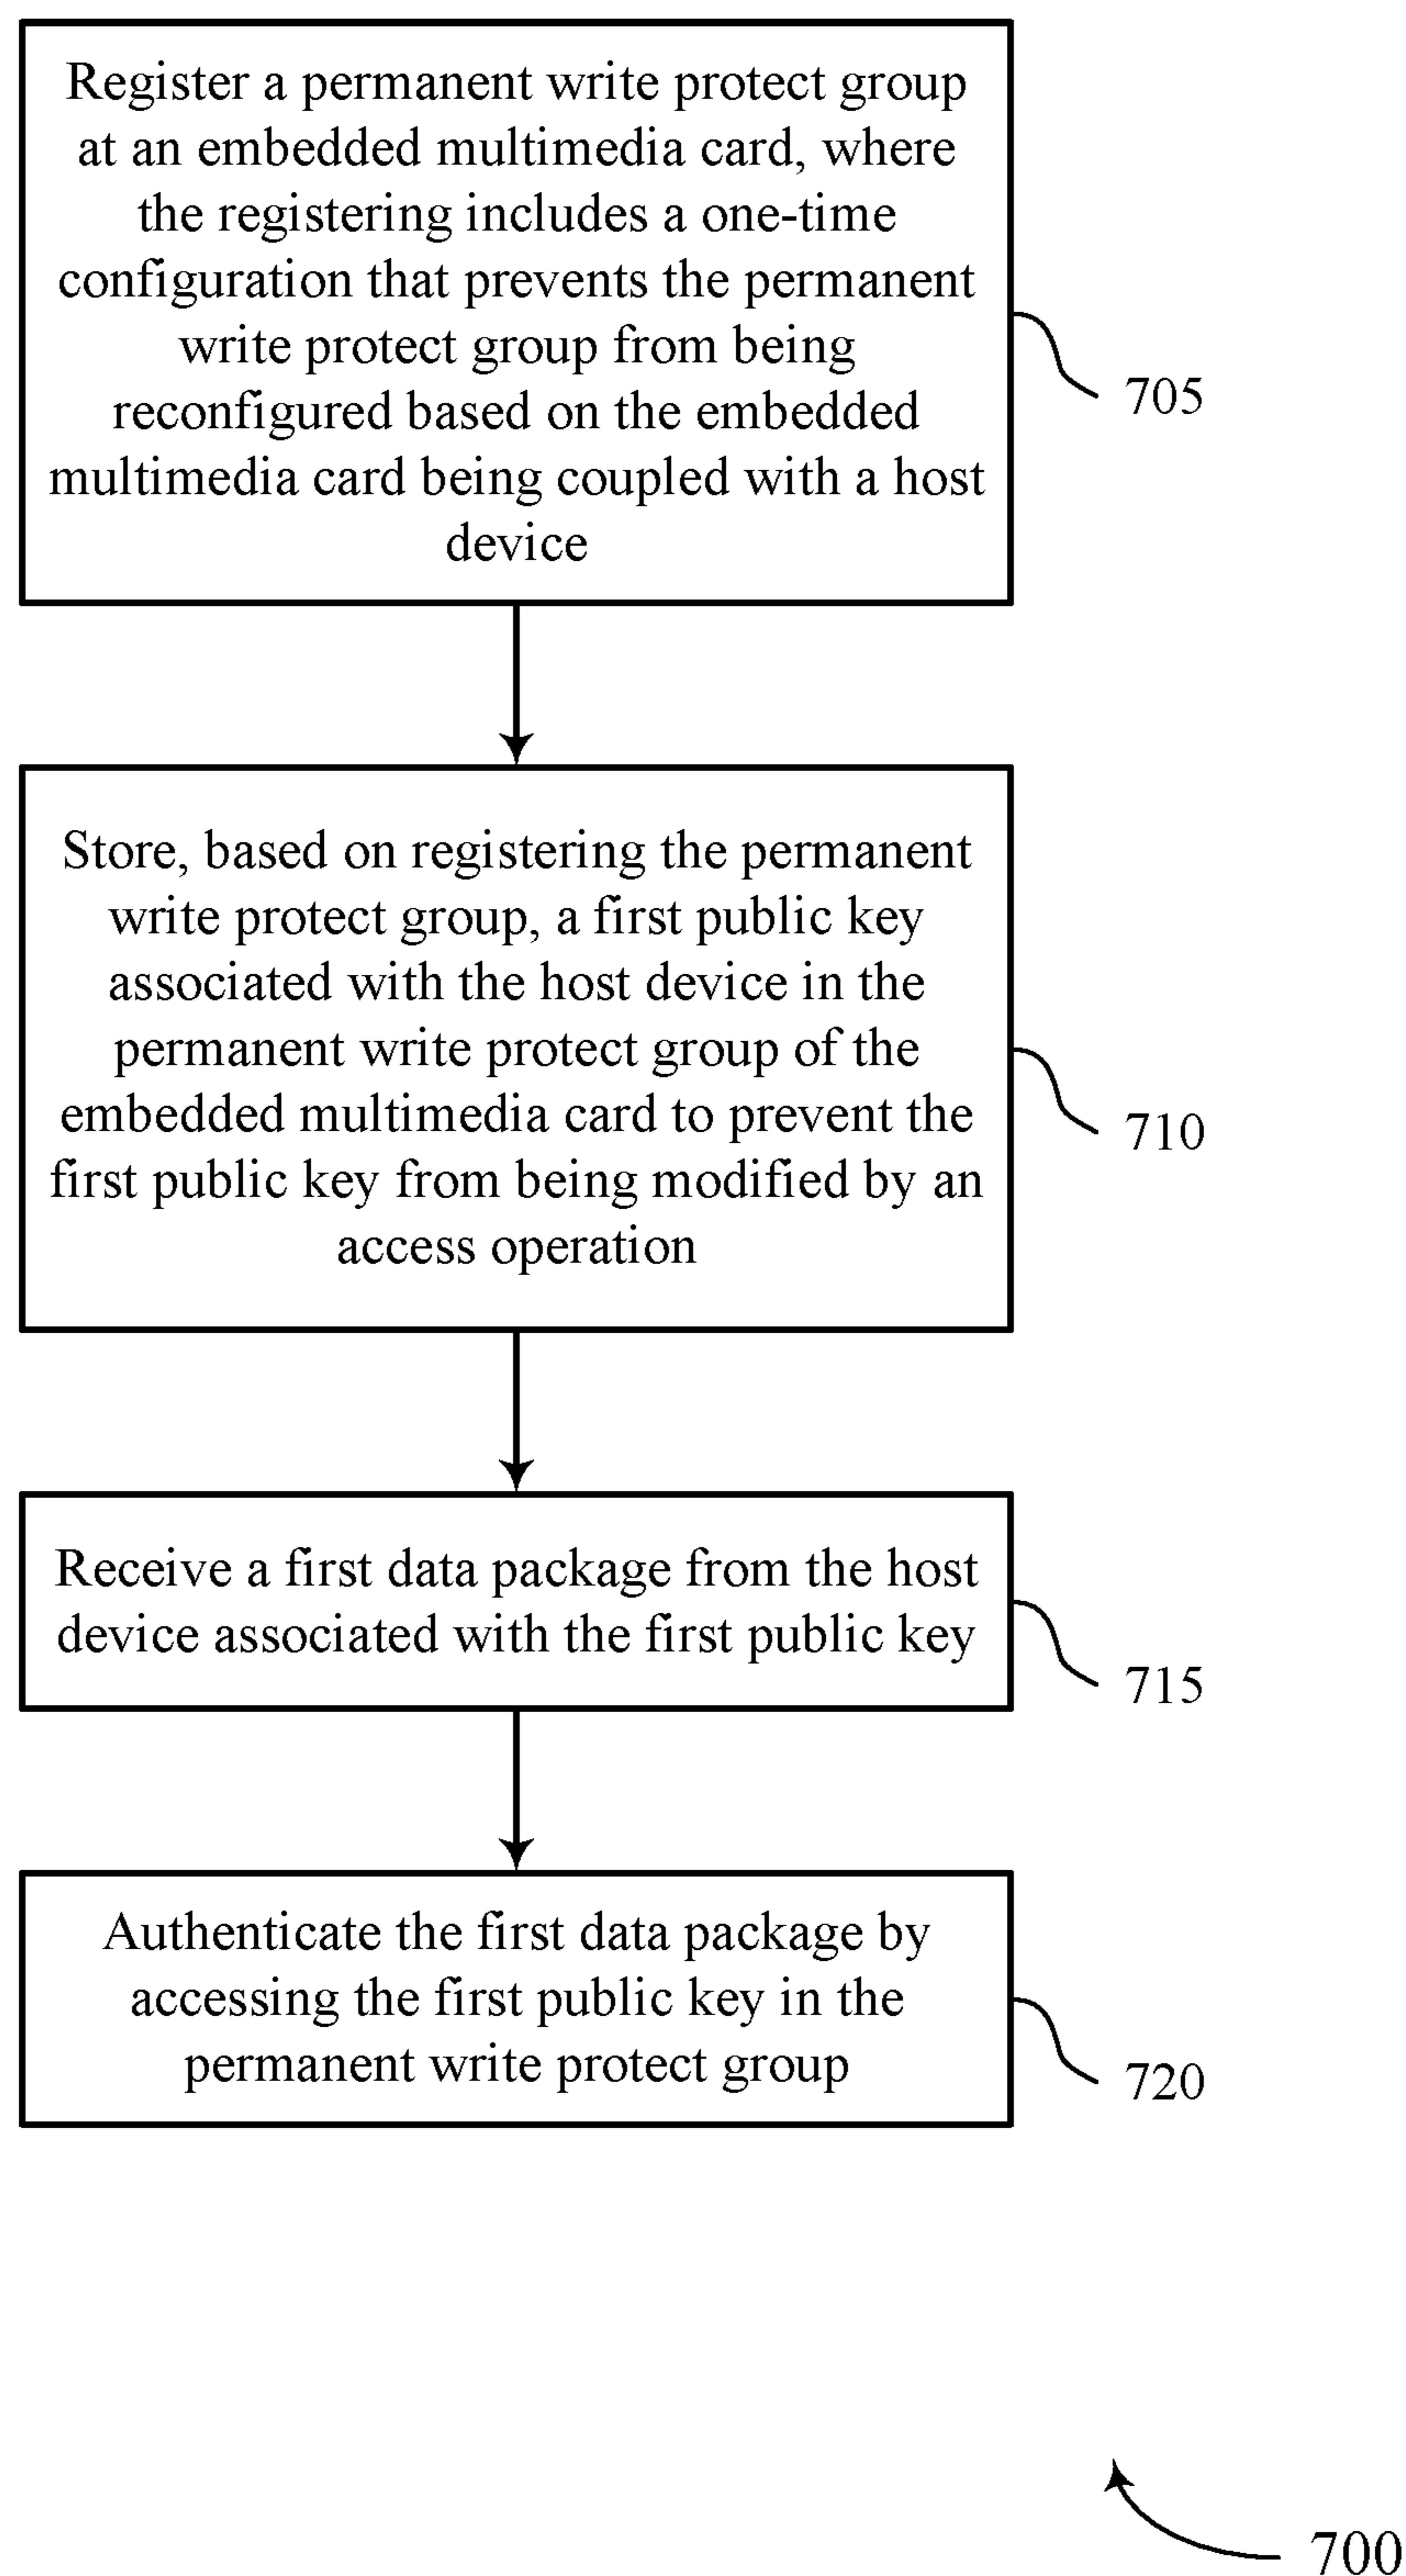 Register a permanent write protect group
at an embedded multimedia card, where
the registering includes a one-time
configuration that prevents the permanent
write protect group from being
reconfigured based on the embedded
multimedia card being coupled with a host
device
705
Store, based on registering the permanent
write protect group, a first public key
associated with the host device in the
permanent write protect group of the
embedded multimedia card to prevent the
first public key from being modified by an
access operation
710
Receive a first data package from the host
device associated with the first public key
715
Authenticate the first data package by
accessing the first public key in the
permanent write protect group
720
700